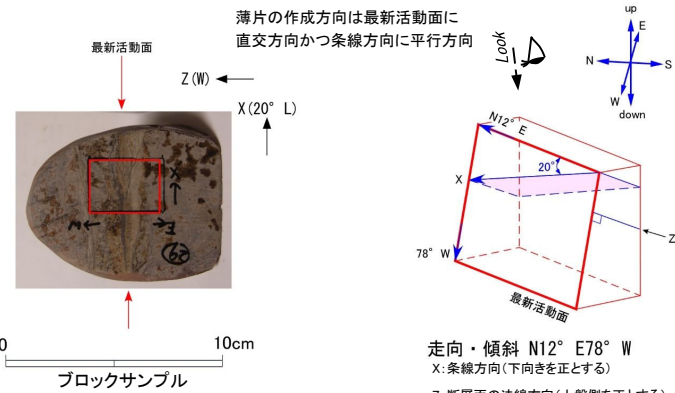 薄片の作成方向は最新活動面に
直交方向かつ条線方向に平行方向
最新活動面
Z(W)
X(20° L)
Look
up
E
N
S
W
down
N12° E
20°
X
Z
78° W
最新活動面
0
10cm
ブロックサンプル
走向・傾斜 N12° E78° W
X:条線方向(下向きを正とする)